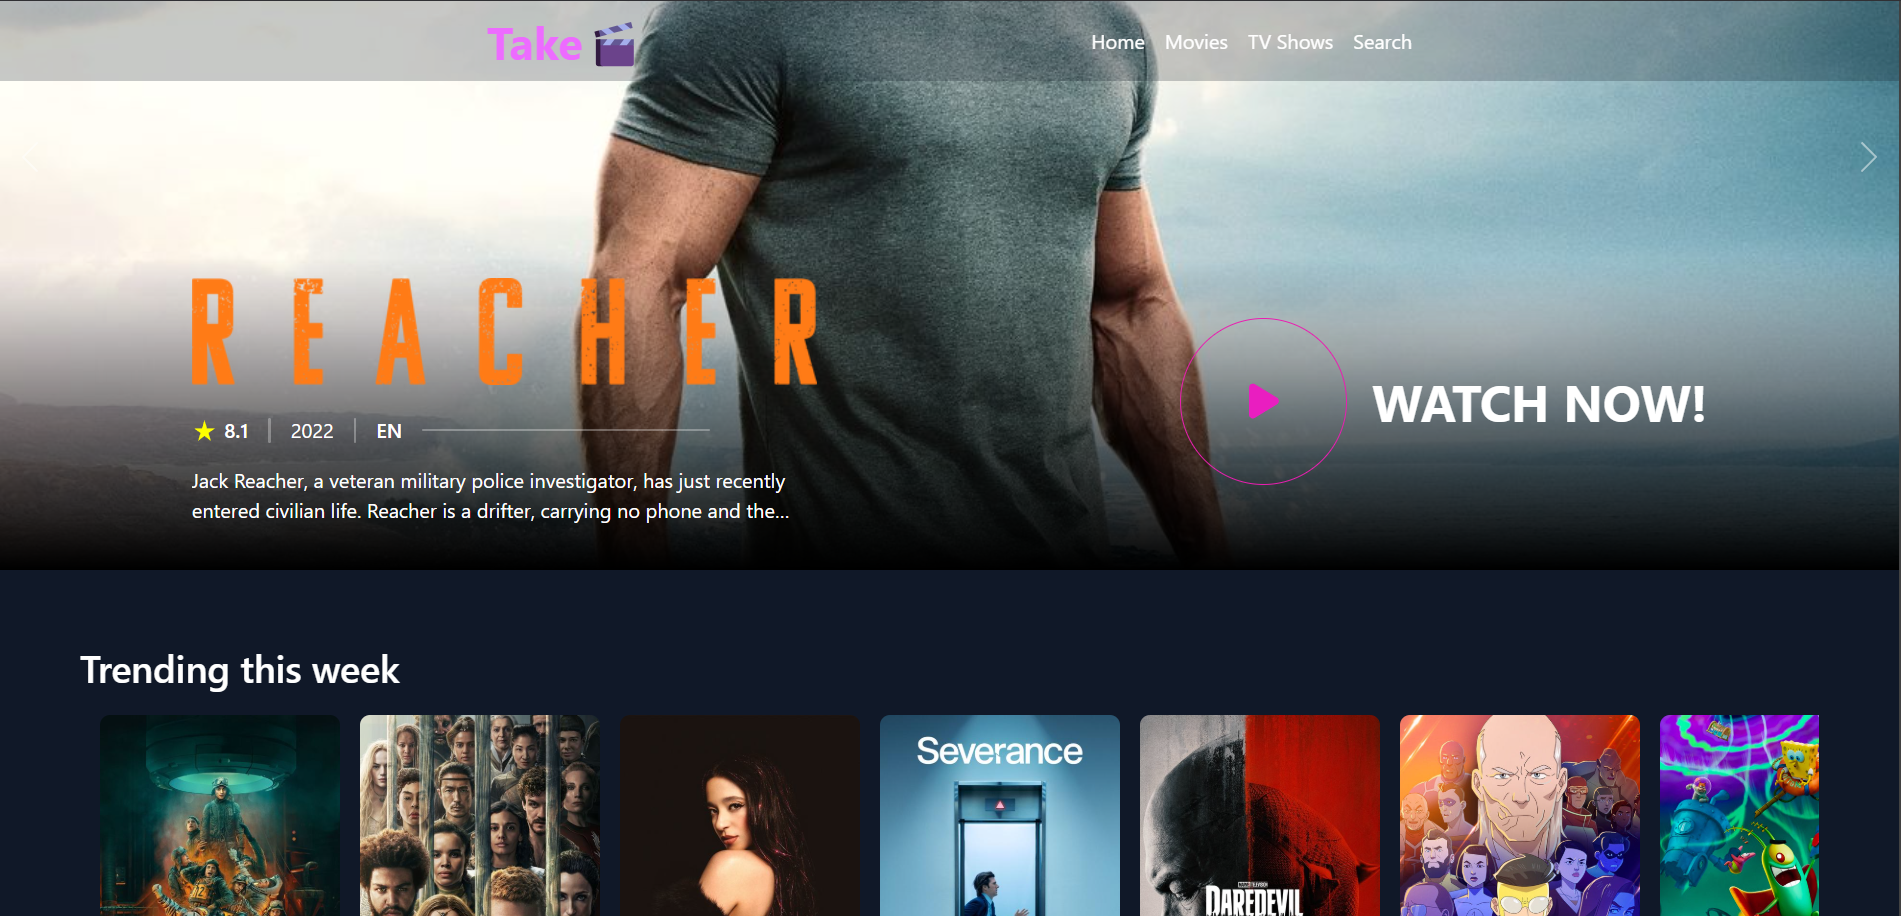 Take
Home Movies TV Shows Search
REACHER
8.1 2022 EN
WATCH NOW!
Jack Reacher, a veteran military police investigator, has just recently
entered civilian life. Reacher is a drifter, carrying no phone and the...
Trending this week
Severance
DAREDEVIL